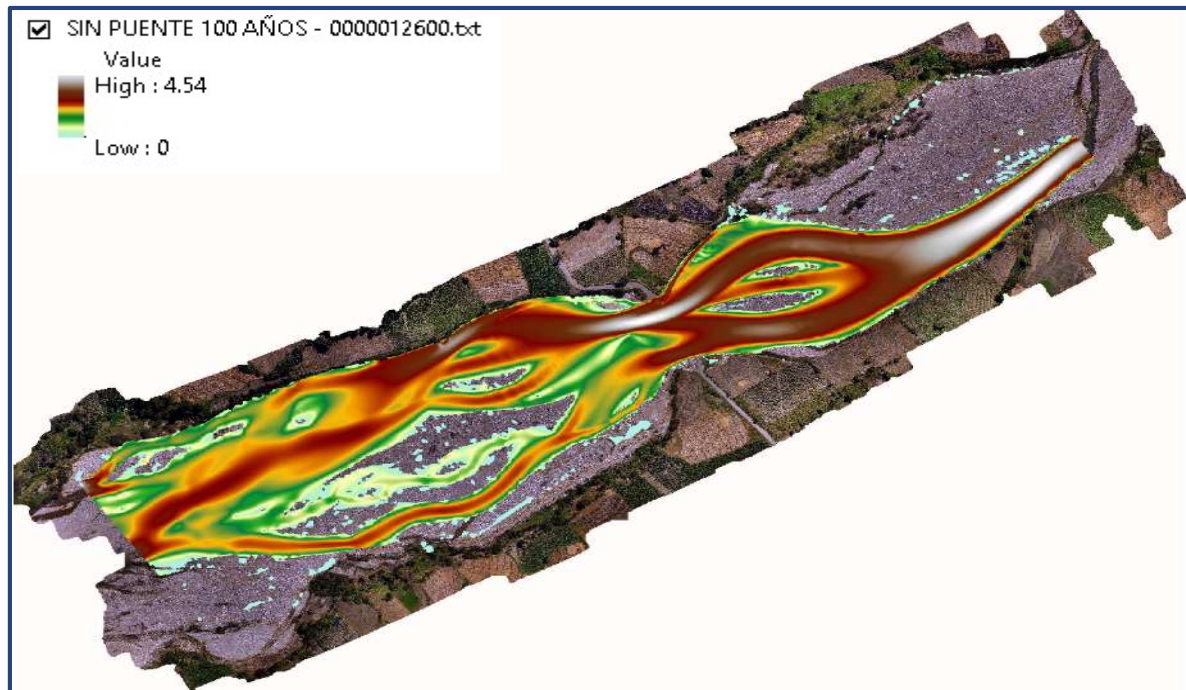 SIN PUENTE 100 AÑOS - 0000012600.txt
Value
High : 4.54
Low : 0